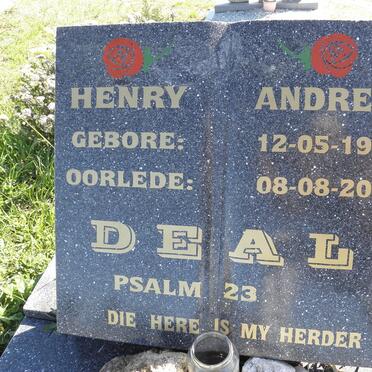 HENRY ANDRE
GEBORE: 12-05-19
OORLEDE: 08-08-20
DEAL
PSALM 23
DIE HERE IS MY HERDER